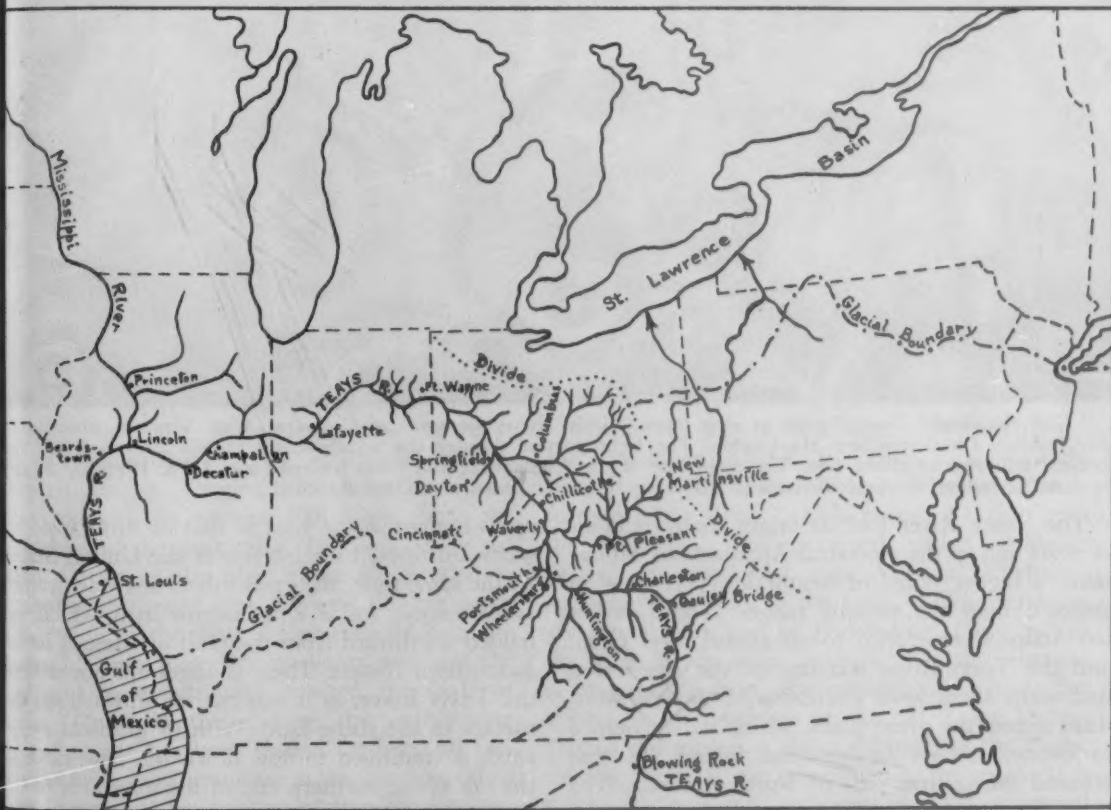 Mississippi
River
Basin
St. Lawrence
Glacial Boundary
Divide
Princeton
TEAYS R.
Ft. Wayne
Columbus
Lafayette
Lincoln
Beards-
Champaign
Decatur
Springfield
Dayton
Chillicothe
New
Martinsville
TEAYS R.
Cincinnati
Waverly
Pt. Pleasant
Divide
Glacial Boundary
Charleston
St. Louis
Portsmouth
Wheelersburg
Huntington
TEAYS R.
Gauley Bridge
Gulf
of
Mexico
Blowing Rock
TEAYS R.